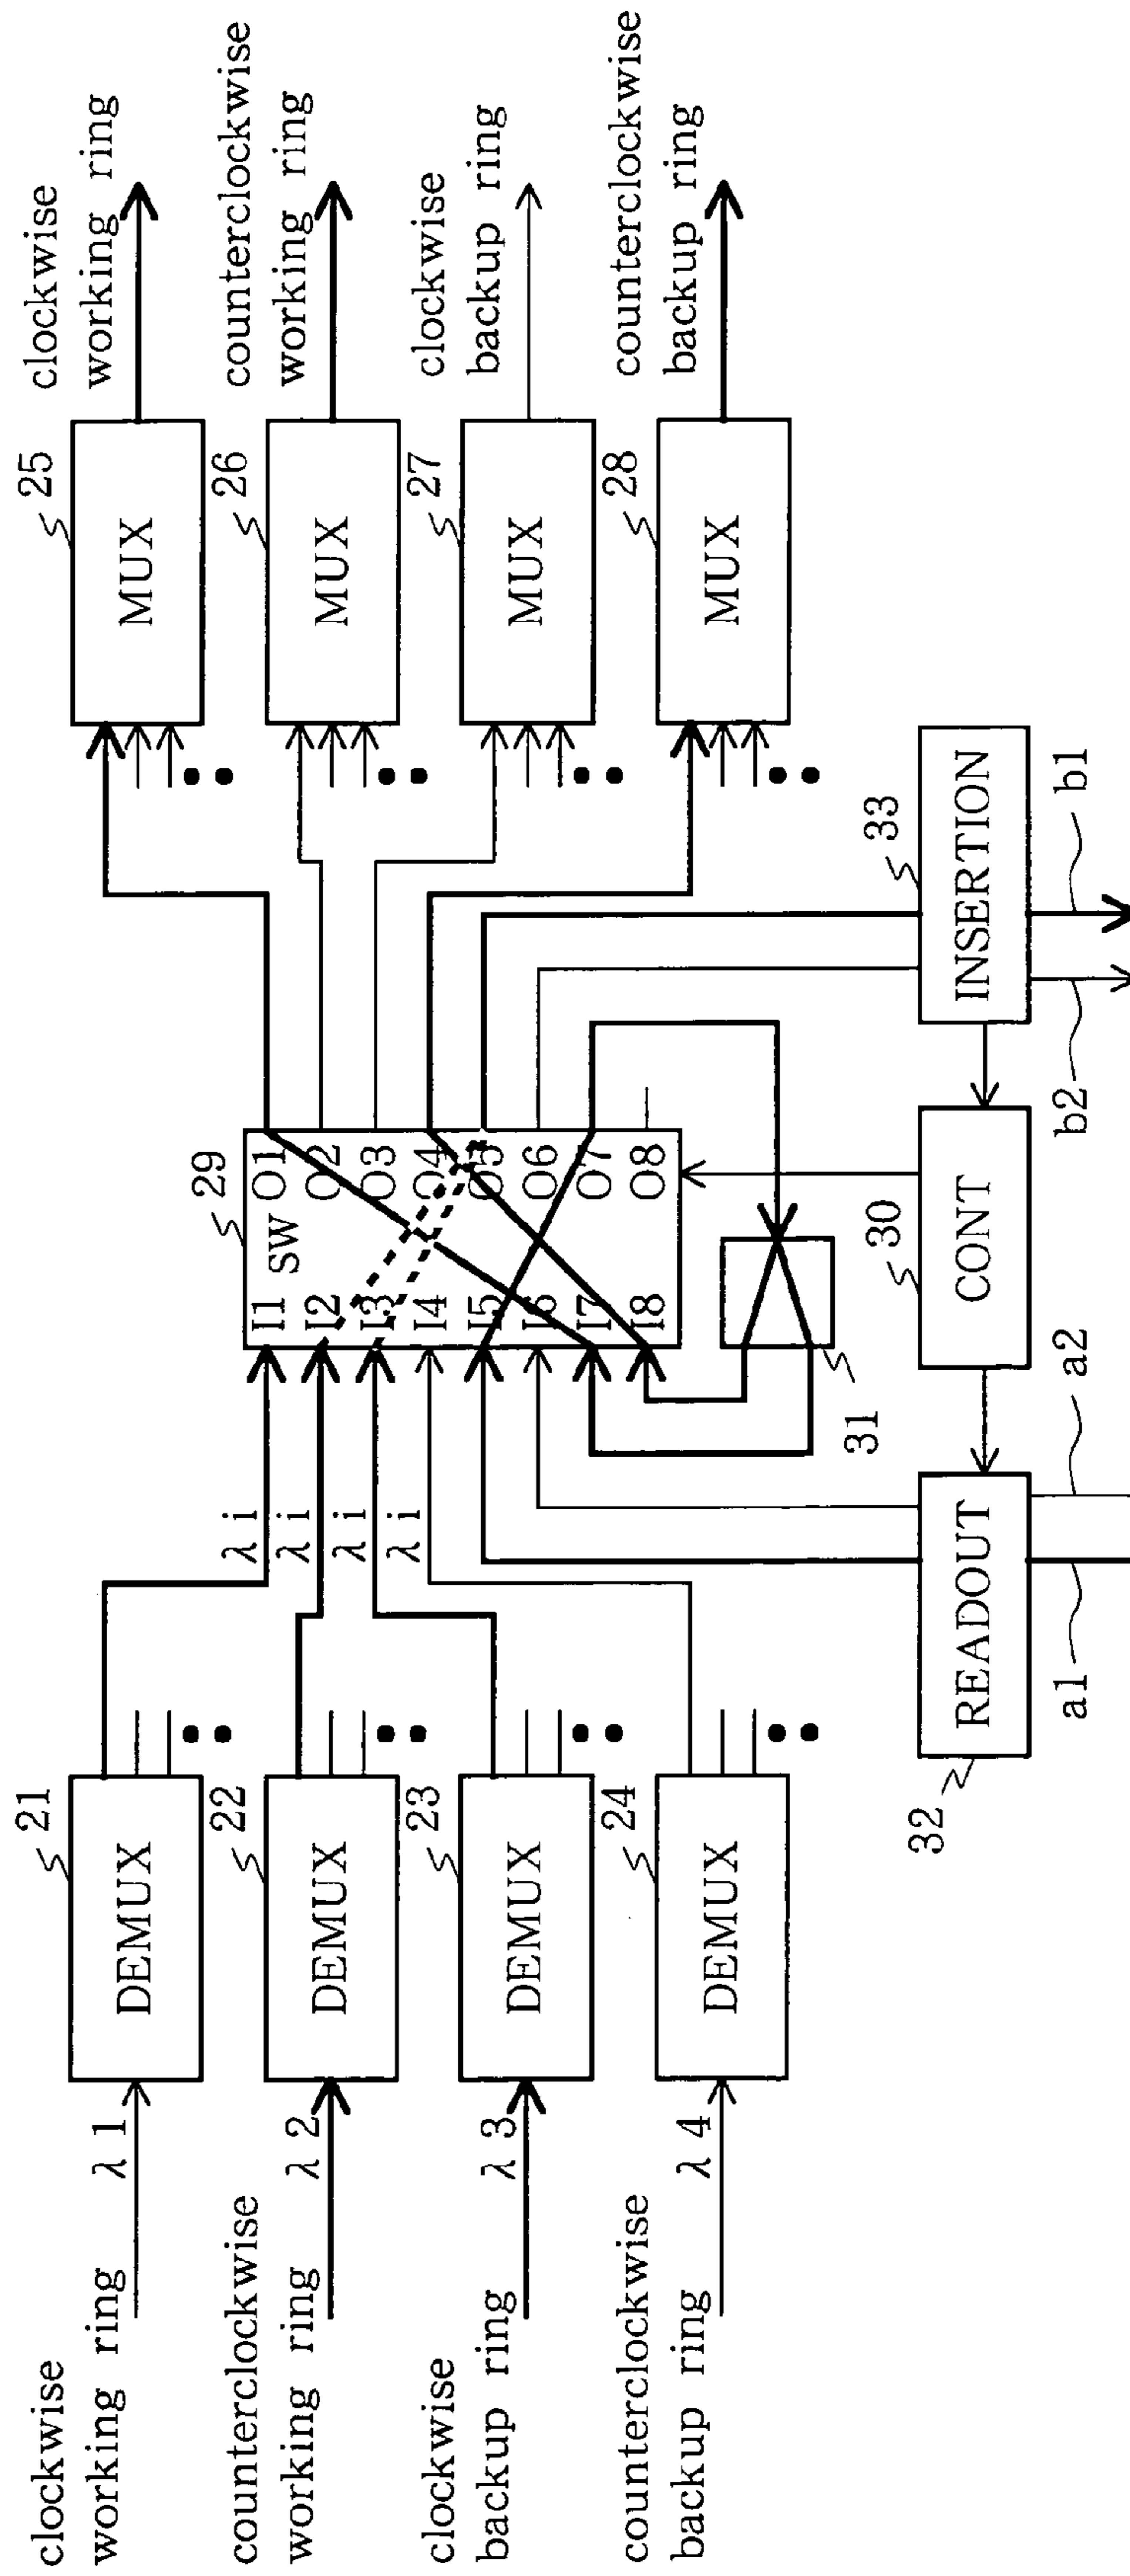 clockwise
working ring
λ1
21
DEMUX
counterclockwise
working ring
λ2
22
DEMUX
clockwise
backup ring
λ3
23
DEMUX
counterclockwise
backup ring
λ4
24
DEMUX
λi
λi
λi
λi
29
SW
I1 O1
I2 O2
I3 O3
I4 O4
I5 O5
I6 O6
I7 O7
I8 O8
31
25
MUX
clockwise
working ring
26
MUX
counterclockwise
working ring
27
MUX
clockwise
backup ring
28
MUX
counterclockwise
backup ring
32
READOUT
a1
a2
30
CONT
33
INSERTION
b2
b1